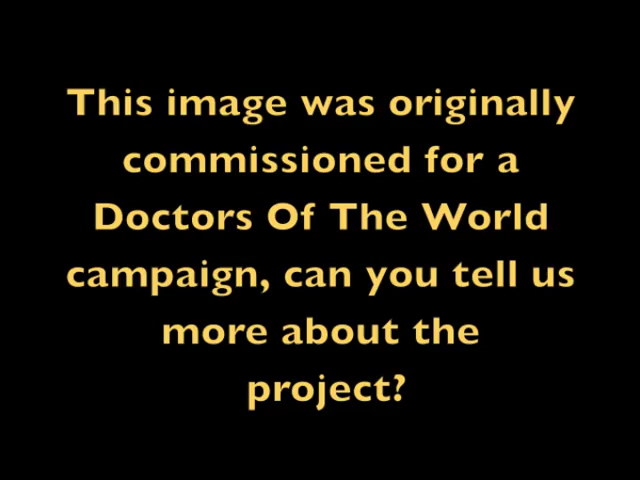 This image was originally
commissioned for a
Doctors Of The World
campaign, can you tell us
more about the
project?